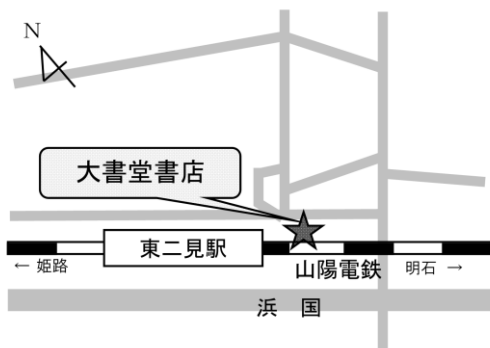 N
大書堂書店
東二見駅
← 姫路
山陽電鉄
明石 →
浜 国